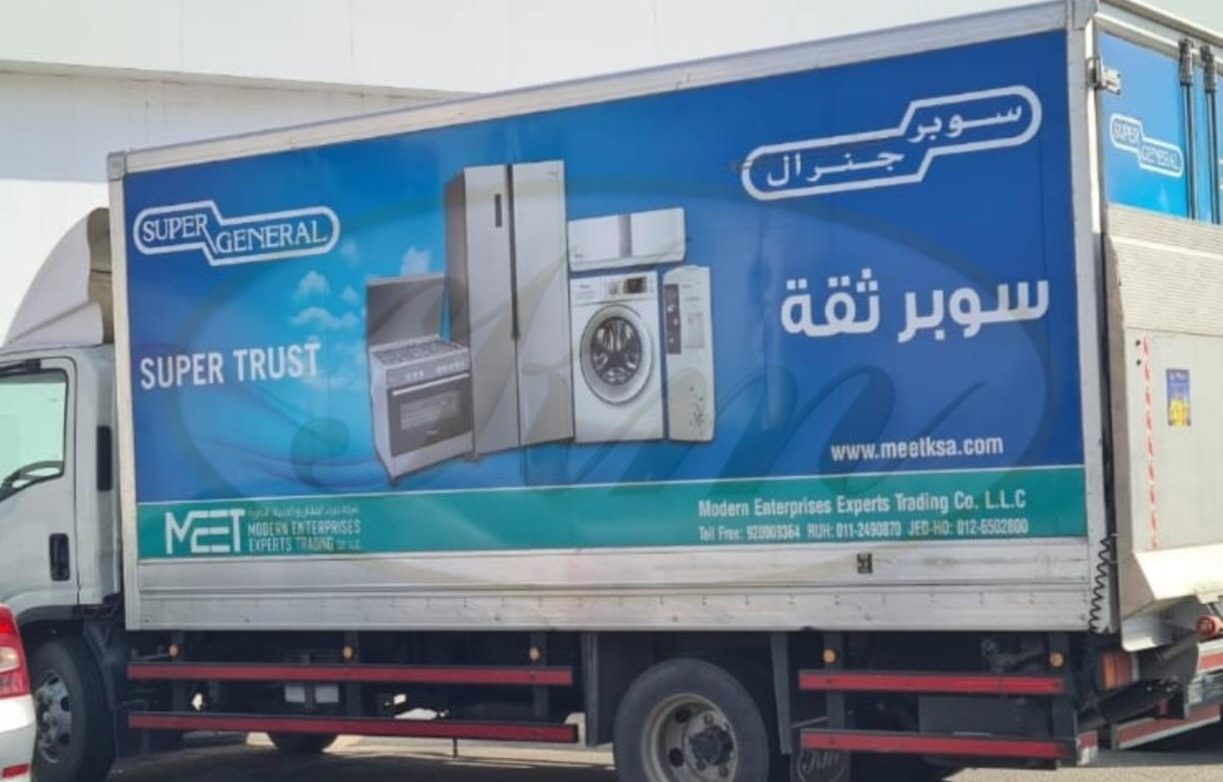 SUPER
GENERAL
سوبر
جنرال
SUPER
GENERAL
SUPER TRUST
سوبر ثقة
www.meetksa.com
MEET
MODERN ENTERPRISES
EXPERTS TRADING CO. L.L.C.
Modern Enterprises Experts Trading Co. L.L.C
Toll Free: 920009364 RUH: 011-2490870 JED-HO: 012-6502800